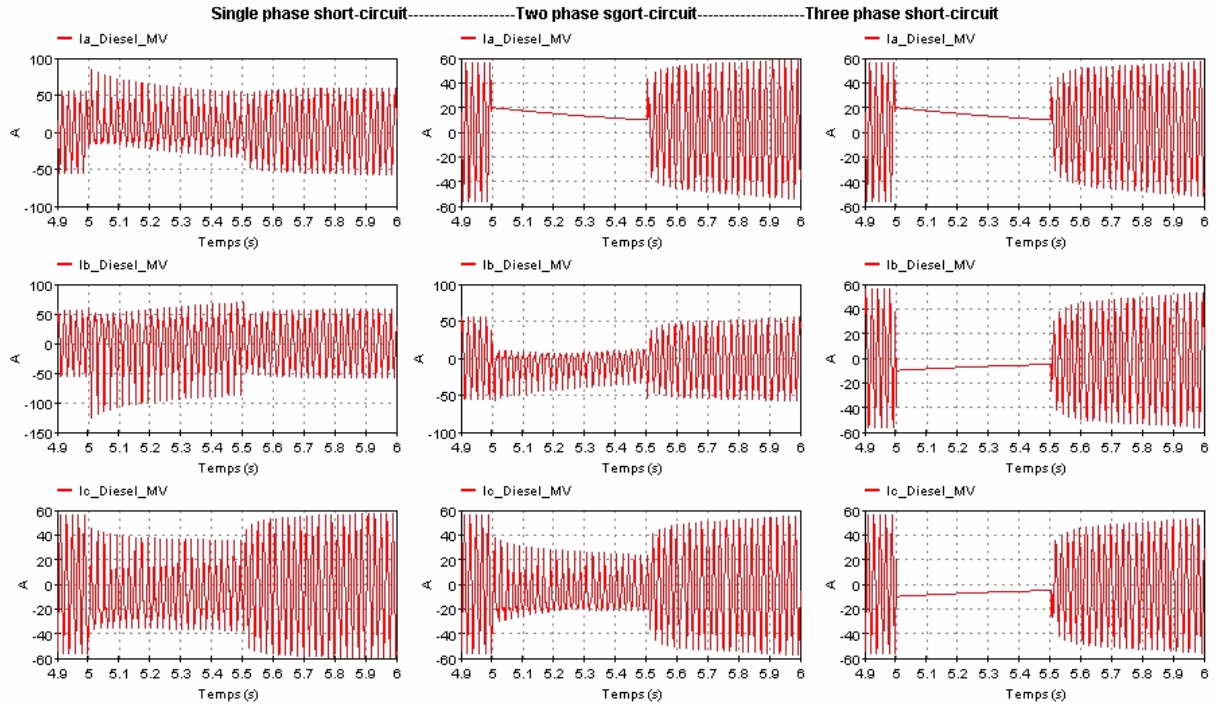 Single phase short-circuit----------------------Two phase sgort-circuit----------------------Three phase short-circuit
Ia_Diesel_MV Ia_Diesel_MV Ia_Diesel_MV
100 60 60
50 40 40
20 20
A 0 A 0 A 0
-20 -20
-50 -40 -40
-100 -60 -60
4.9 5 5.1 5.2 5.3 5.4 5.5 5.6 5.7 5.8 5.9 6 4.9 5 5.1 5.2 5.3 5.4 5.5 5.6 5.7 5.8 5.9 6 4.9 5 5.1 5.2 5.3 5.4 5.5 5.6 5.7 5.8 5.9 6
Temps (s) Temps (s) Temps (s)
Ib_Diesel_MV Ib_Diesel_MV Ib_Diesel_MV
100 100 60
50 50 40
20
A 0 A 0 A 0
-50 -20
-100 -50 -40
-150 -100 -60
4.9 5 5.1 5.2 5.3 5.4 5.5 5.6 5.7 5.8 5.9 6 4.9 5 5.1 5.2 5.3 5.4 5.5 5.6 5.7 5.8 5.9 6 4.9 5 5.1 5.2 5.3 5.4 5.5 5.6 5.7 5.8 5.9 6
Temps (s) Temps (s) Temps (s)
Ic_Diesel_MV Ic_Diesel_MV Ic_Diesel_MV
60 60 60
40 40 40
20 20 20
A 0 A 0 A 0
-20 -20 -20
-40 -40 -40
-60 -60 -60
4.9 5 5.1 5.2 5.3 5.4 5.5 5.6 5.7 5.8 5.9 6 4.9 5 5.1 5.2 5.3 5.4 5.5 5.6 5.7 5.8 5.9 6 4.9 5 5.1 5.2 5.3 5.4 5.5 5.6 5.7 5.8 5.9 6
Temps (s) Temps (s) Temps (s)